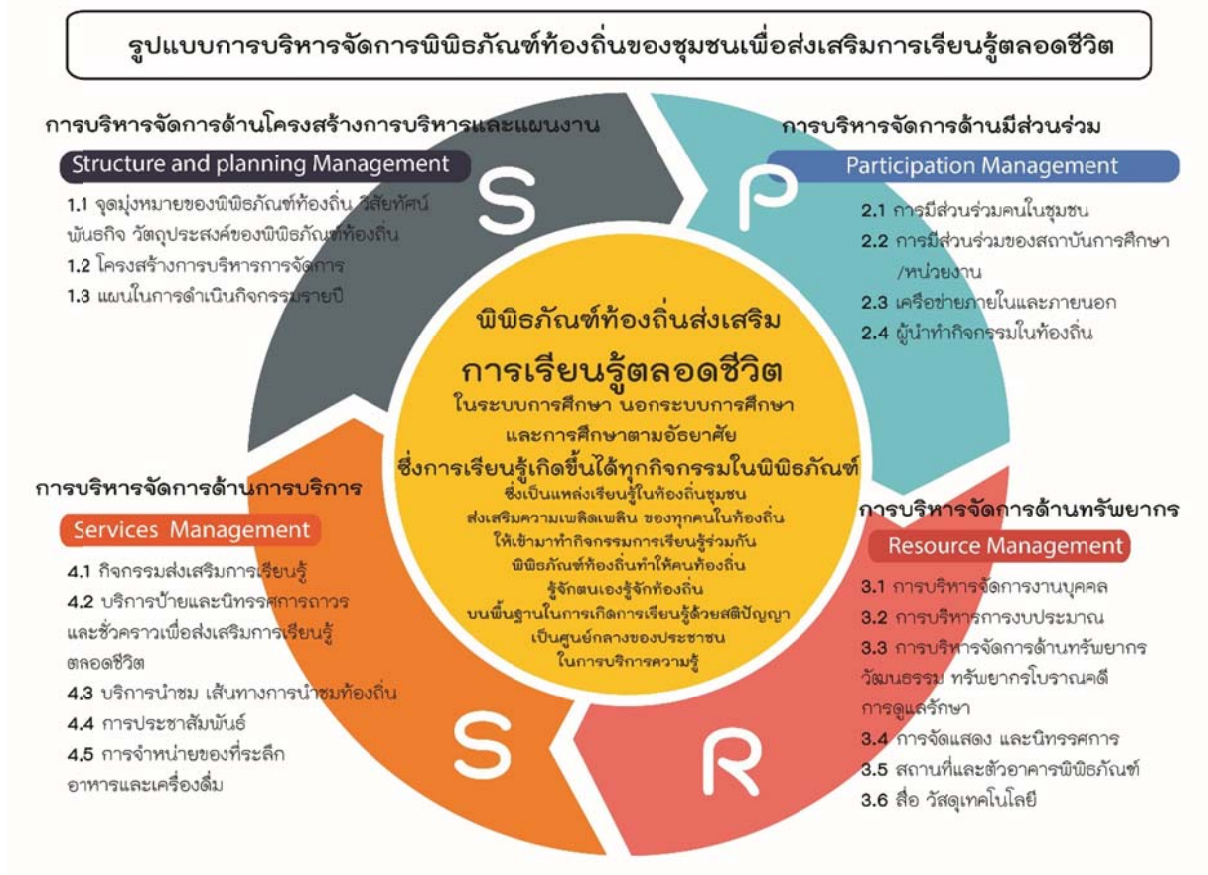 รูปแบบการบริหารจัดการพิพิธภัณฑ์ท้องถิ่นของชุมชนเพื่อส่งเสริมการเรียนรู้ตลอดชีวิต
การบริหารจัดการด้านโครงสร้างการบริหารและแผนงาน
Structure and planning Management
1.1 จุดมุ่งหมายของพิพิธภัณฑ์ท้องถิ่น วิสัยทัศน์
พันธกิจ วัตถุประสงค์ของพิพิธภัณฑ์ท้องถิ่น
1.2 โครงสร้างการบริหารการจัดการ
1.3 แผนในการดำเนินกิจกรรมรายปี
S
การบริหารจัดการด้านมีส่วนร่วม
Participation Management
2.1 การมีส่วนร่วมคนในชุมชน
2.2 การมีส่วนร่วมของสถาบันการศึกษา
/หน่วยงาน
2.3 เครือข่ายภายในและภายนอก
2.4 ผู้นำทำกิจกรรมในท้องถิ่น
P
พิพิธภัณฑ์ท้องถิ่นส่งเสริม
การเรียนรู้ตลอดชีวิต
ในระบบการศึกษา นอกระบบการศึกษา
และการศึกษาตามอัธยาศัย
ซึ่งการเรียนรู้เกิดขึ้นได้ทุกกิจกรรมในพิพิธภัณฑ์
ซึ่งเป็นแหล่งเรียนรู้ในท้องถิ่นชุมชน
ส่งเสริมความเพลิดเพลิน ของทุกคนในท้องถิ่น
ให้เข้ามาทำกิจกรรมการเรียนรู้ร่วมกัน
พิพิธภัณฑ์ท้องถิ่นทำให้คนท้องถิ่น
รู้จักตนเองรู้จักท้องถิ่น
บนพื้นฐานในการเกิดการเรียนรู้ด้วยสติปัญญา
เป็นศูนย์กลางของประชาชน
ในการบริการความรู้
การบริหารจัดการด้านการบริการ
Services Management
4.1 กิจกรรมส่งเสริมการเรียนรู้
4.2 บริการป้ายและนิทรรศการถาวร
และชั่วคราวเพื่อส่งเสริมการเรียนรู้
ตลอดชีวิต
4.3 บริการนำชม เส้นทางการนำชมท้องถิ่น
4.4 การประชาสัมพันธ์
4.5 การจำหน่ายของที่ระลึก
อาหารและเครื่องดื่ม
S
การบริหารจัดการด้านทรัพยากร
Resource Management
3.1 การบริหารจัดการงานบุคคล
3.2 การบริหารการงบประมาณ
3.3 การบริหารจัดการด้านทรัพยากร
วัฒนธรรม ทรัพยากรโบราณคดี
การดูแลรักษา
3.4 การจัดแสดง และนิทรรศการ
3.5 สถานที่และตัวอาคารพิพิธภัณฑ์
3.6 สื่อ วัสดุเทคโนโลยี
R